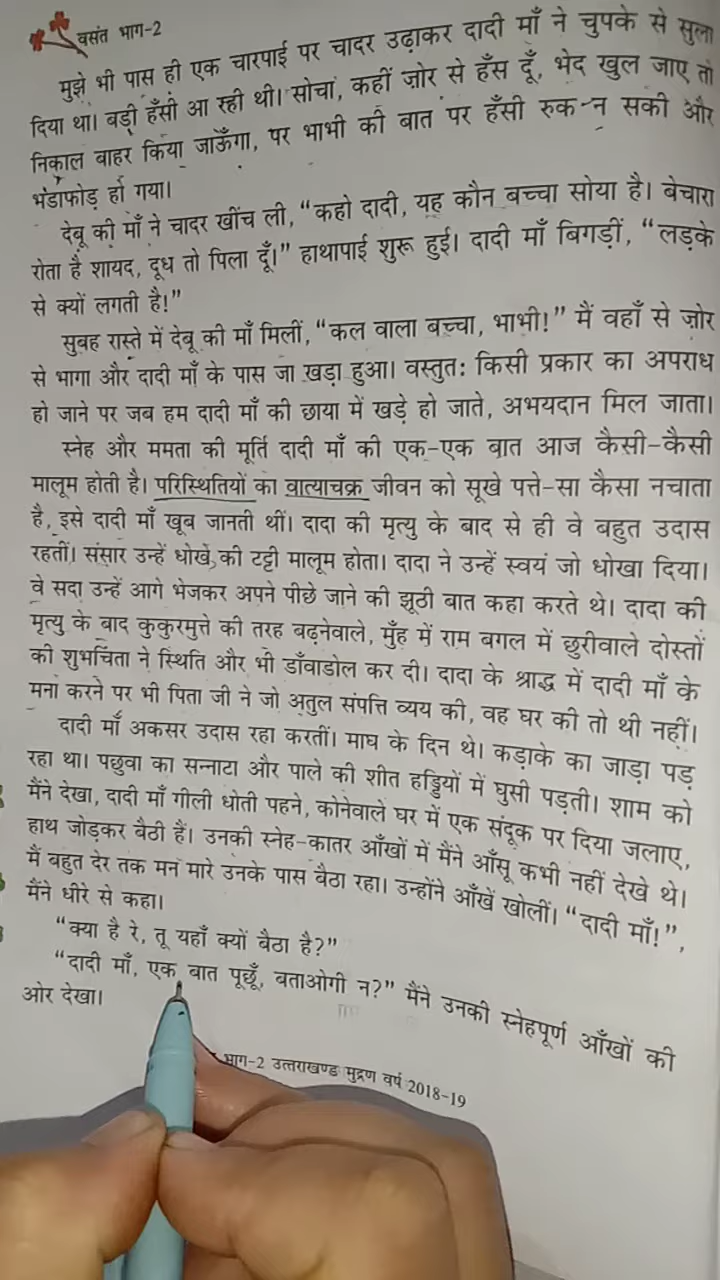 वसंत भाग-2
मुझे भी पास ही एक चारपाई पर चादर उढ़ाकर दादी माँ ने चुपके से सुला
दिया था। बड़ी हँसी आ रही थी। सोचा, कहीं ज़ोर से हँस दूँ, भेद खुल जाए तो
निकाल बाहर किया जाऊँगा, पर भाभी की बात पर हँसी रुक न सकी और
भंडाफोड़ हो गया।
देबू की माँ ने चादर खींच ली, “कहो दादी, यह कौन बच्चा सोया है। बेचारा
रोता है शायद, दूध तो पिला दूँ।” हाथापाई शुरू हुई। दादी माँ बिगड़ीं, “लड़के
से क्यों लगती है!”
सुबह रास्ते में देबू की माँ मिलीं, “कल वाला बच्चा, भाभी!” मैं वहाँ से ज़ोर
से भागा और दादी माँ के पास जा खड़ा हुआ। वस्तुत: किसी प्रकार का अपराध
हो जाने पर जब हम दादी माँ की छाया में खड़े हो जाते, अभयदान मिल जाता।
स्नेह और ममता की मूर्ति दादी माँ की एक-एक बात आज कैसी-कैसी
मालूम होती है। परिस्थितियों का वात्याचक्र जीवन को सूखे पत्ते-सा कैसा नचाता
है, इसे दादी माँ खूब जानती थीं। दादा की मृत्यु के बाद से ही वे बहुत उदास
रहतीं। संसार उन्हें धोखे की टट्टी मालूम होता। दादा ने उन्हें स्वयं जो धोखा दिया।
वे सदा उन्हें आगे भेजकर अपने पीछे जाने की झूठी बात कहा करते थे। दादा की
मृत्यु के बाद कुकुरमुत्ते की तरह बढ़नेवाले, मुँह में राम बगल में छुरीवाले दोस्तों
की शुभचिंता ने स्थिति और भी डाँवाडोल कर दी। दादा के श्राद्ध में दादी माँ के
मना करने पर भी पिता जी ने जो अतुल संपत्ति व्यय की, वह घर की तो थी नहीं।
दादी माँ अकसर उदास रहा करतीं। माघ के दिन थे। कड़ाके का जाड़ा पड़
रहा था। पछुवा का सन्नाटा और पाले की शीत हड्डियों में घुसी पड़ती। शाम को
मैंने देखा, दादी माँ गीली धोती पहने, कोनेवाले घर में एक संदूक पर दिया जलाए,
हाथ जोड़कर बैठी हैं। उनकी स्नेह-कातर आँखों में मैंने आँसू कभी नहीं देखे थे।
मैं बहुत देर तक मन मारे उनके पास बैठा रहा। उन्होंने आँखें खोलीं। “दादी माँ!”,
मैंने धीरे से कहा।
“क्या है रे, तू यहाँ क्यों बैठा है?”
“दादी माँ, एक बात पूछूँ, बताओगी न?” मैंने उनकी स्नेहपूर्ण आँखों की
ओर देखा।
भाग-2 उत्तराखण्ड मुद्रण वर्ष 2018-19